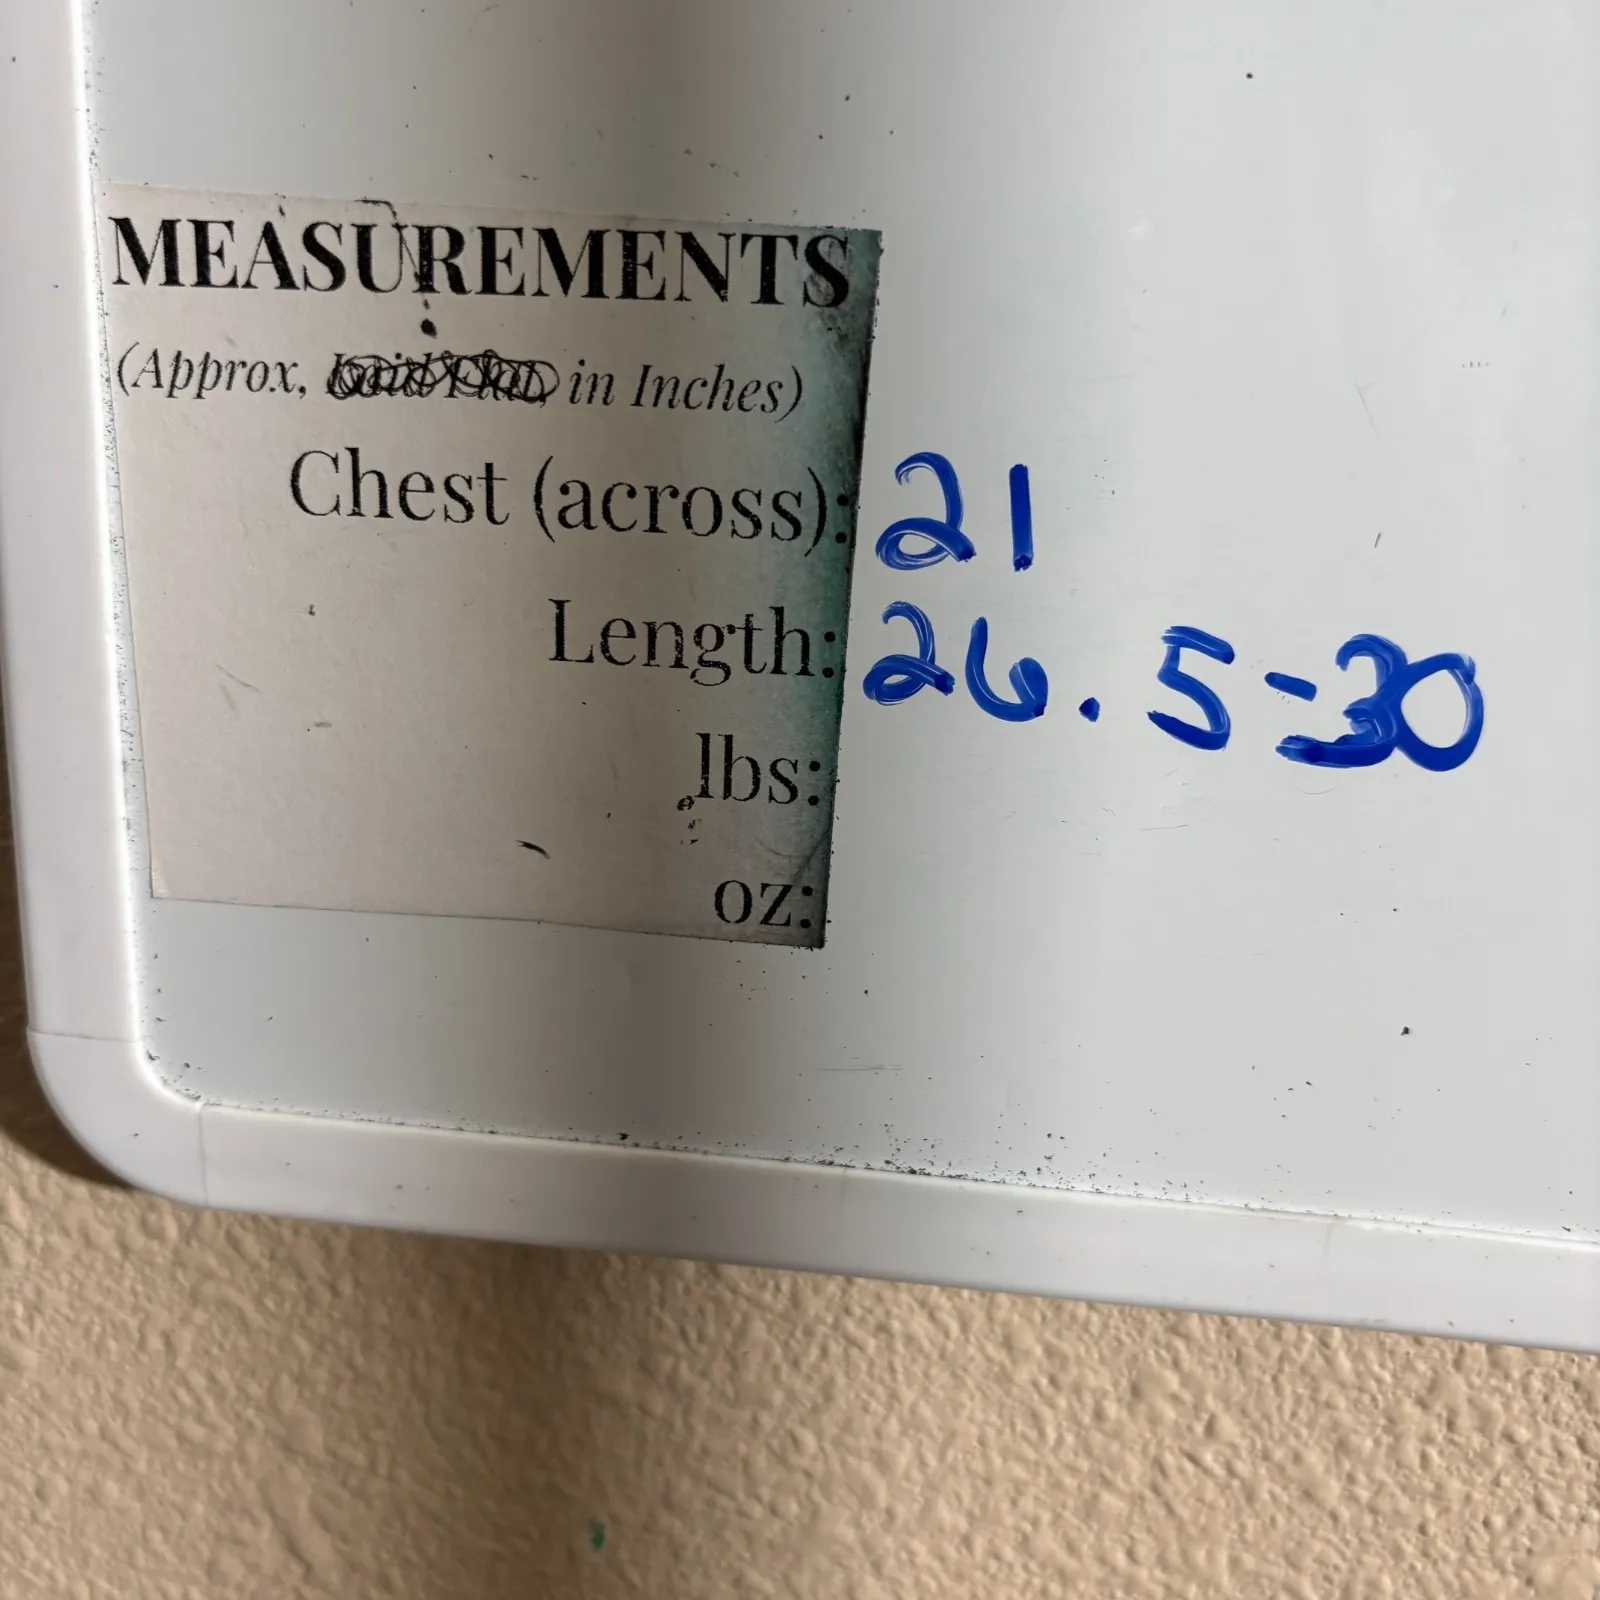 MEASUREMENTS
(Approx, in Inches)
Chest (across): 21
Length: 26.5-30
lbs:
oz: